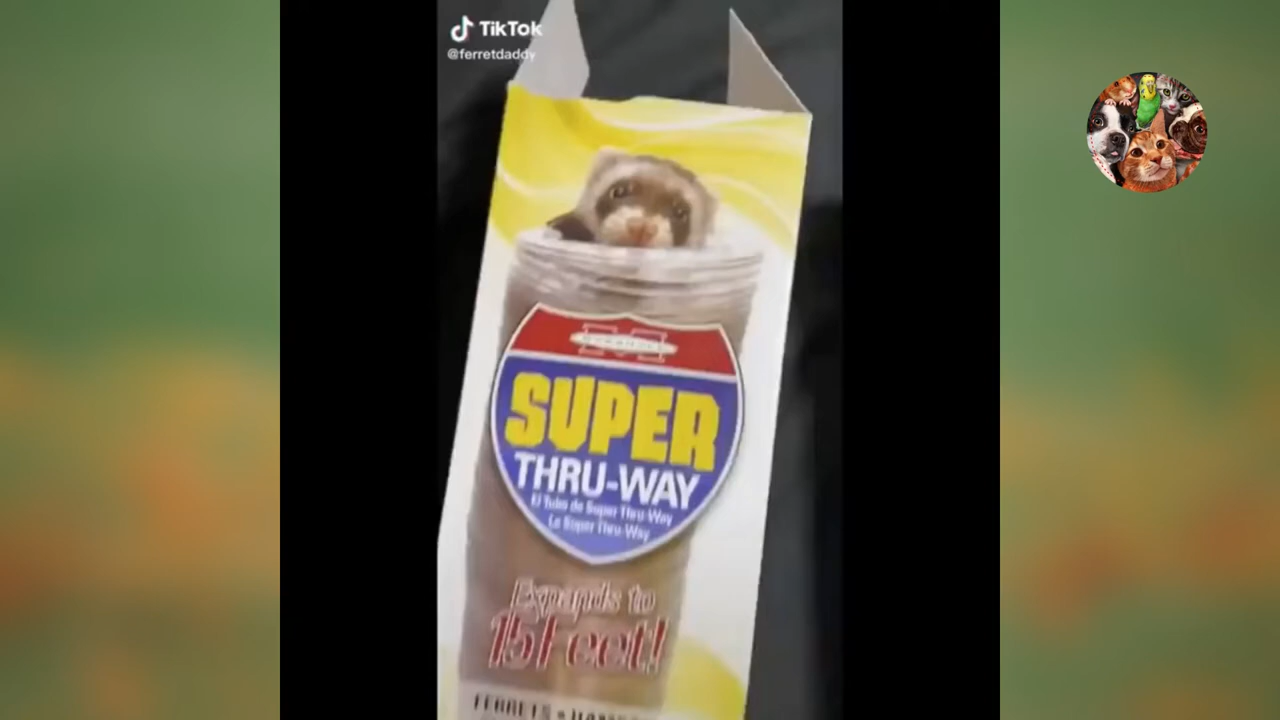 TikTok
@ferretdaddy
SUPER
THRU-WAY
El Tubo de Super Thru-Way
Le Super Thru-Way
Expands to
15 Feet!
FERRETS •